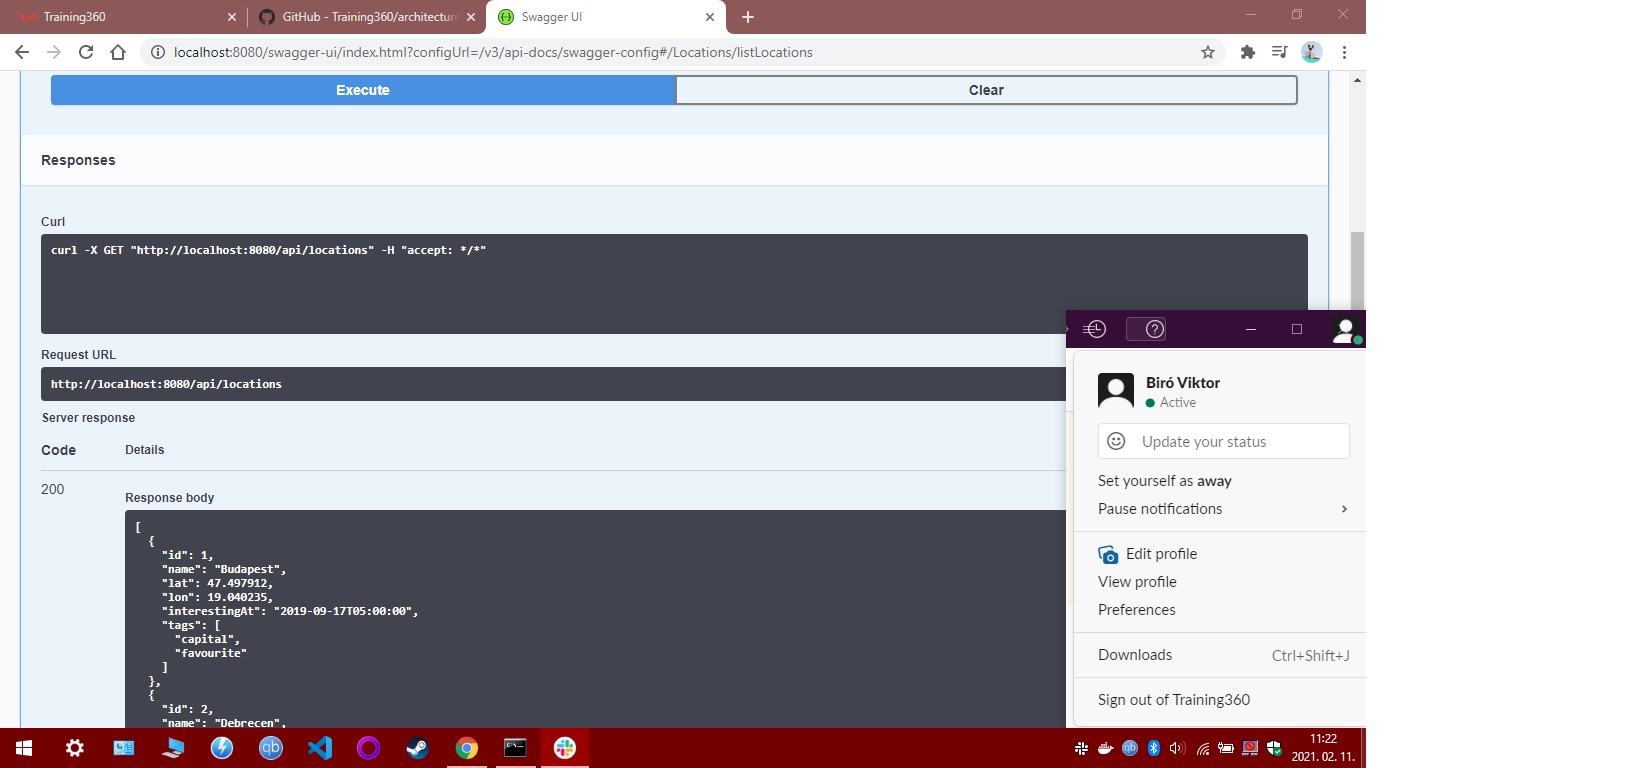 Training360
GitHub - Training360/architecture
Swagger UI
localhost:8080/swagger-ui/index.html?configUrl=/v3/api-docs/swagger-config#/Locations/listLocations
Execute
Clear
Responses
Curl
curl -X GET "http://localhost:8080/api/locations" -H "accept: */*"
Request URL
http://localhost:8080/api/locations
Server response
Code
Details
200
Response body
[
{
"id": 1,
"name": "Budapest",
"lat": 47.497912,
"lon": 19.040235,
"interestingAt": "2019-09-17T05:00:00",
"tags": [
"capital",
"favourite"
]
},
{
"id": 2,
"name": "Debrecen",
Biró Viktor
Active
Update your status
Set yourself as away
Pause notifications
Edit profile
View profile
Preferences
Downloads Ctrl+Shift+J
Sign out of Training360
qb
qb
11:22
2021. 02. 11.